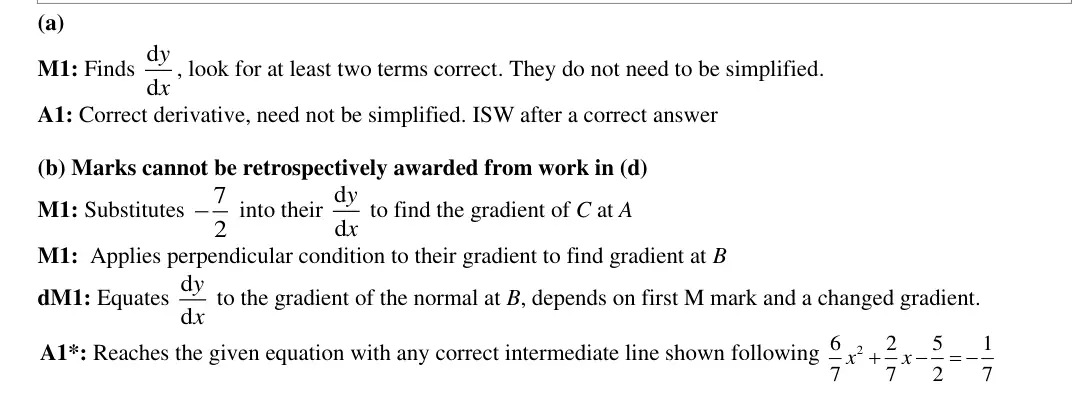 (a)
M1: Finds dy/dx, look for at least two terms correct. They do not need to be simplified.
A1: Correct derivative, need not be simplified. ISW after a correct answer
(b) Marks cannot be retrospectively awarded from work in (d)
M1: Substitutes −7/2 into their dy/dx to find the gradient of C at A
M1: Applies perpendicular condition to their gradient to find gradient at B
dM1: Equates dy/dx to the gradient of the normal at B, depends on first M mark and a changed gradient.
A1*: Reaches the given equation with any correct intermediate line shown following 6/7 x² + 2/7 x − 5/2 = −1/7